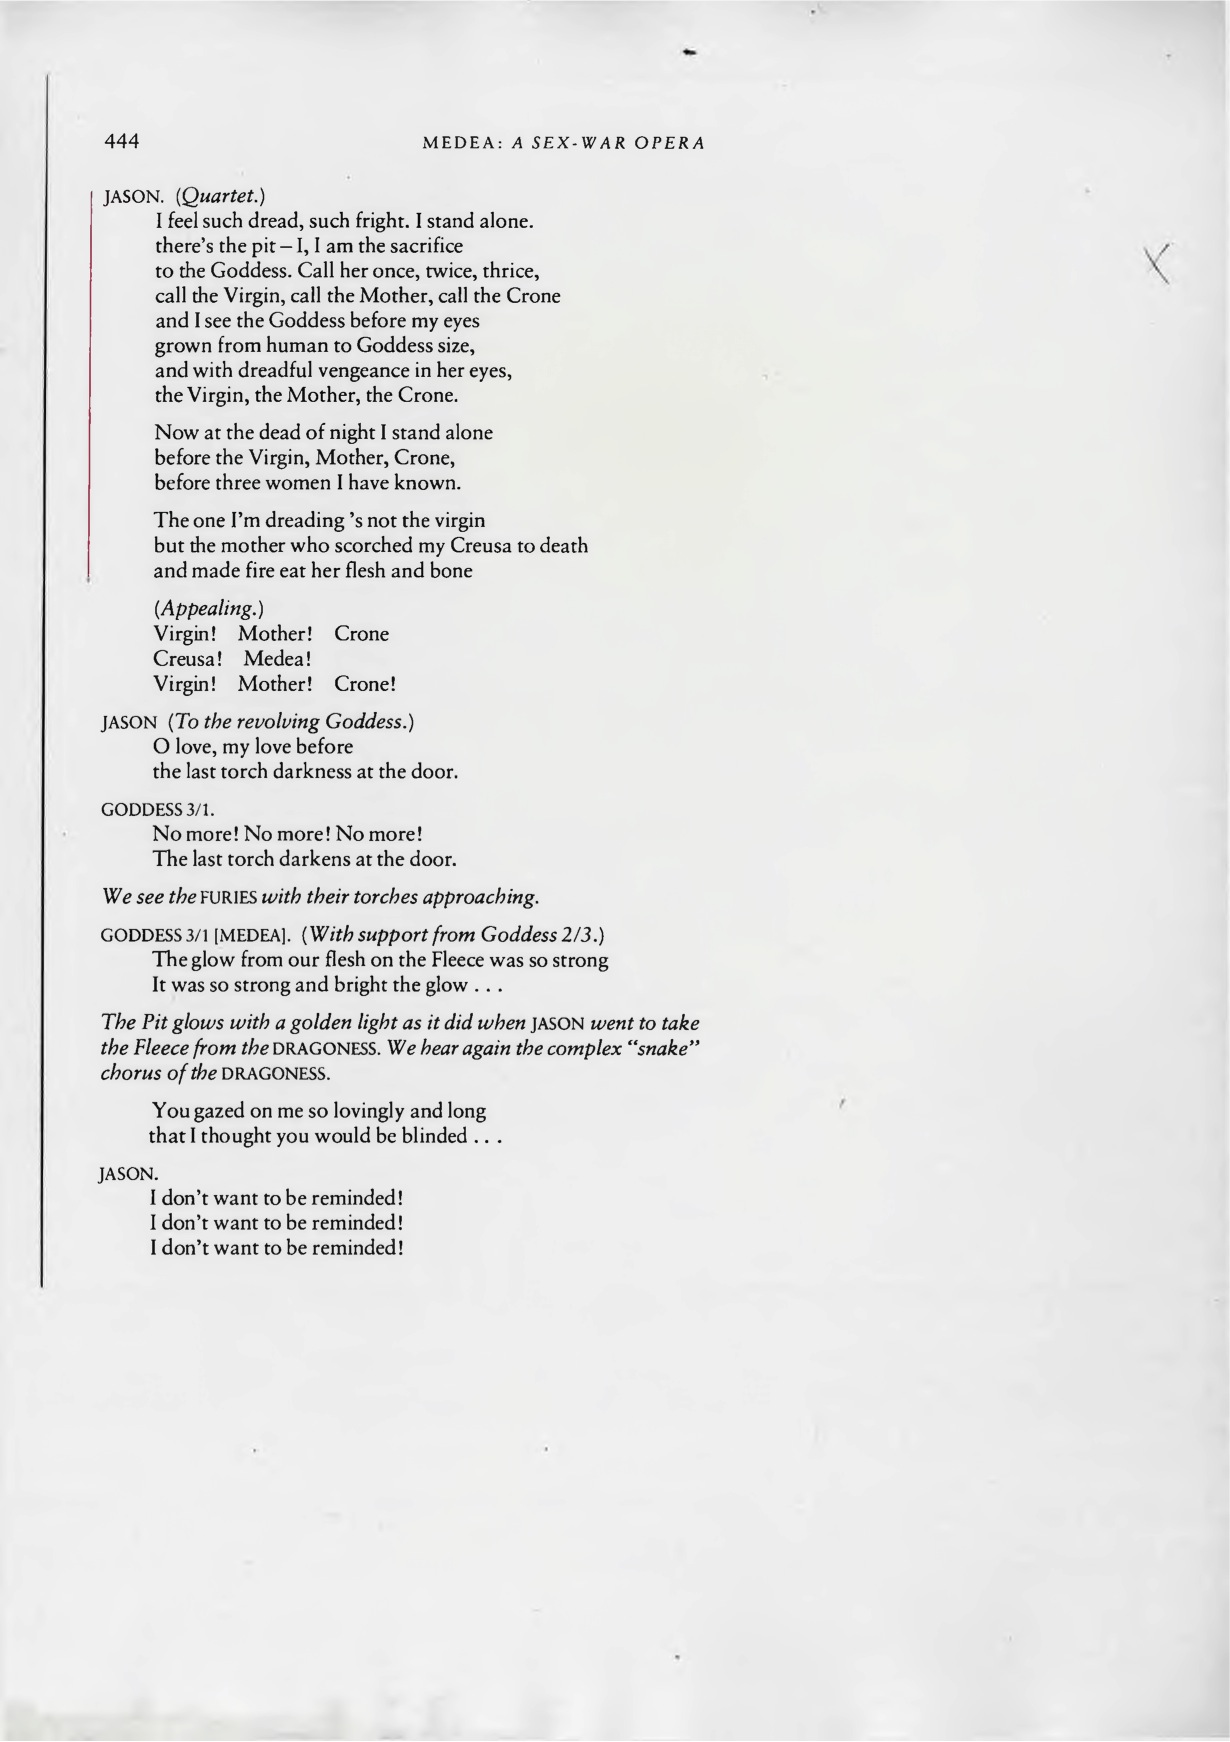 444 MEDEA: A SEX-WAR OPERA
JASON. (Quartet.)
I feel such dread, such fright. I stand alone.
there's the pit – I, I am the sacrifice
to the Goddess. Call her once, twice, thrice,
call the Virgin, call the Mother, call the Crone
and I see the Goddess before my eyes
grown from human to Goddess size,
and with dreadful vengeance in her eyes,
the Virgin, the Mother, the Crone.
Now at the dead of night I stand alone
before the Virgin, Mother, Crone,
before three women I have known.
The one I'm dreading 's not the virgin
but the mother who scorched my Creusa to death
and made fire eat her flesh and bone
(Appealing.)
Virgin! Mother! Crone
Creusa! Medea!
Virgin! Mother! Crone!
JASON (To the revolving Goddess.)
O love, my love before
the last torch darkness at the door.
GODDESS 3/1.
No more! No more! No more!
The last torch darkens at the door.
We see the FURIES with their torches approaching.
GODDESS 3/1 [MEDEA]. (With support from Goddess 2/3.)
The glow from our flesh on the Fleece was so strong
It was so strong and bright the glow . . .
The Pit glows with a golden light as it did when JASON went to take
the Fleece from the DRAGONESS. We hear again the complex “snake”
chorus of the DRAGONESS.
You gazed on me so lovingly and long
that I thought you would be blinded . . .
JASON.
I don't want to be reminded!
I don't want to be reminded!
I don't want to be reminded!